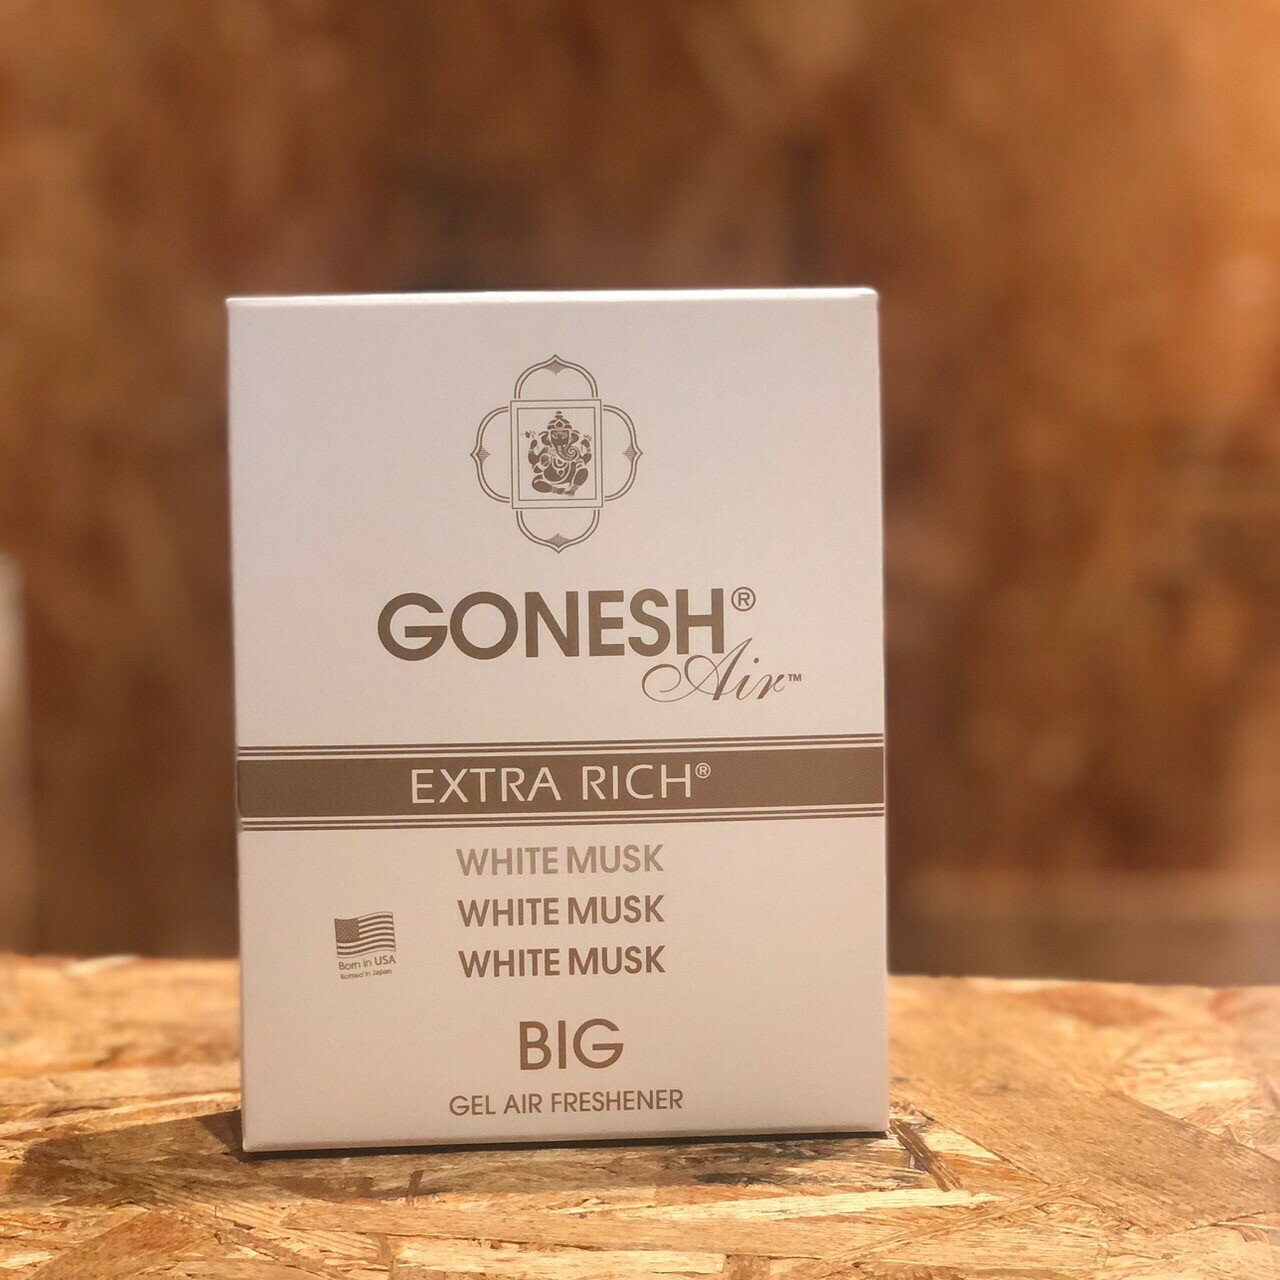 GONESH®
Air™
EXTRA RICH®
WHITE MUSK
WHITE MUSK
WHITE MUSK
Born in USA
Bottled In Japan
BIG
GEL AIR FRESHENER